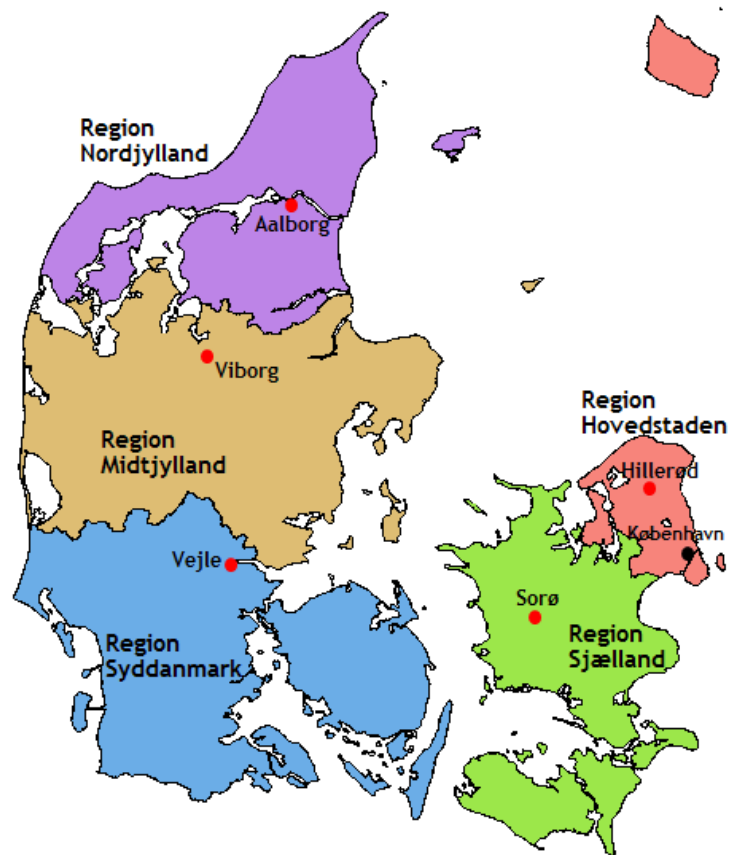 Region
Nordjylland
Aalborg
Viborg
Region
Hovedstaden
Region
Midtjylland
Hillerød
København
Vejle
Sorø
Region
Sjælland
Region
Syddanmark